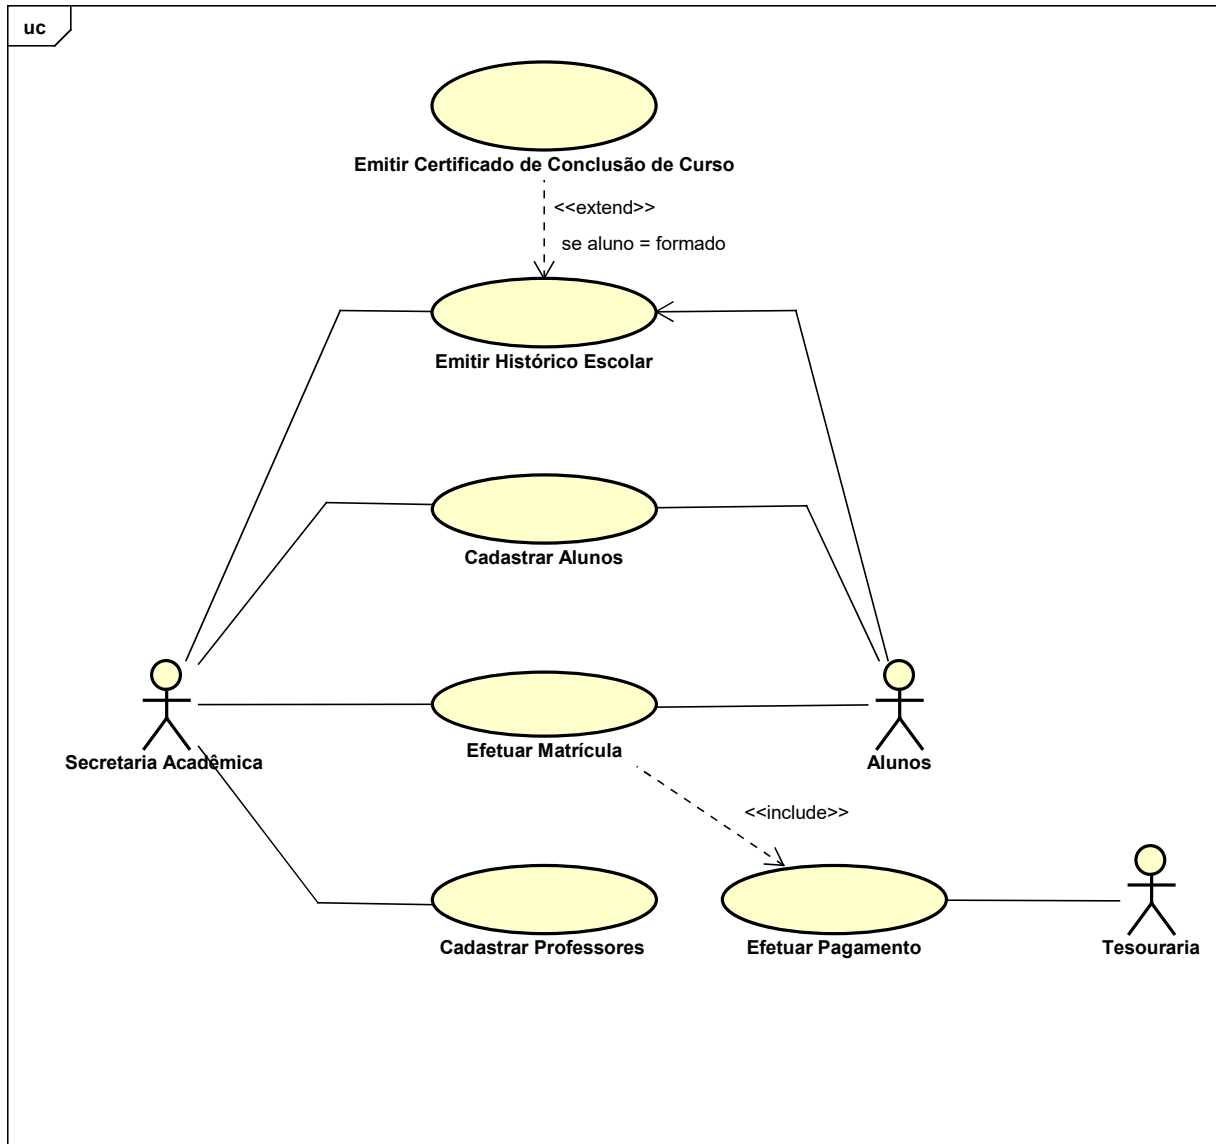 uc
Emitir Certificado de Conclusão de Curso
<<extend>>
se aluno = formado
Emitir Histórico Escolar
Cadastrar Alunos
Efetuar Matrícula
Secretaria Acadêmica
Alunos
<<include>>
Cadastrar Professores
Efetuar Pagamento
Tesouraria